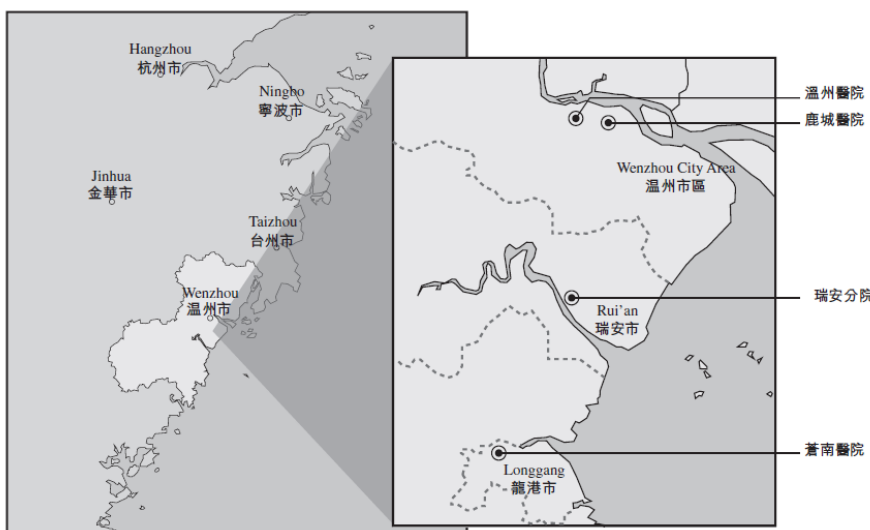 Hangzhou
杭州市
Ningbo
寧波市
Jinhua
金華市
Taizhou
台州市
Wenzhou
温州市
溫州醫院
鹿城醫院
Wenzhou City Area
温州市區
瑞安分院
Rui'an
瑞安市
蒼南醫院
Longgang
龍港市